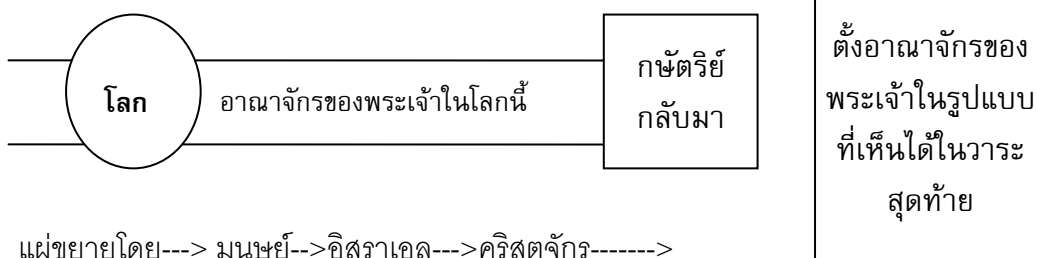 โลก
อาณาจักรของพระเจ้าในโลกนี้
กษัตริย์
กลับมา
ตั้งอาณาจักรของ
พระเจ้าในรูปแบบ
ที่เห็นได้ในวาระ
สุดท้าย
แผ่ขยายโดย---> มนุษย์-->อิสราเอล--->คริสตจักร------->